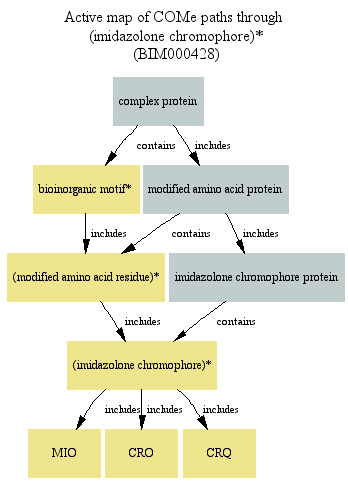 Active map of COMe paths through
(imidazolone chromophore)*
(BIM000428)
complex protein
contains
includes
bioinorganic motif*
modified amino acid protein
includes
contains
includes
(modified amino acid residue)*
imidazolone chromophore protein
includes
contains
(imidazolone chromophore)*
includes
includes
includes
MIO
CRO
CRQ